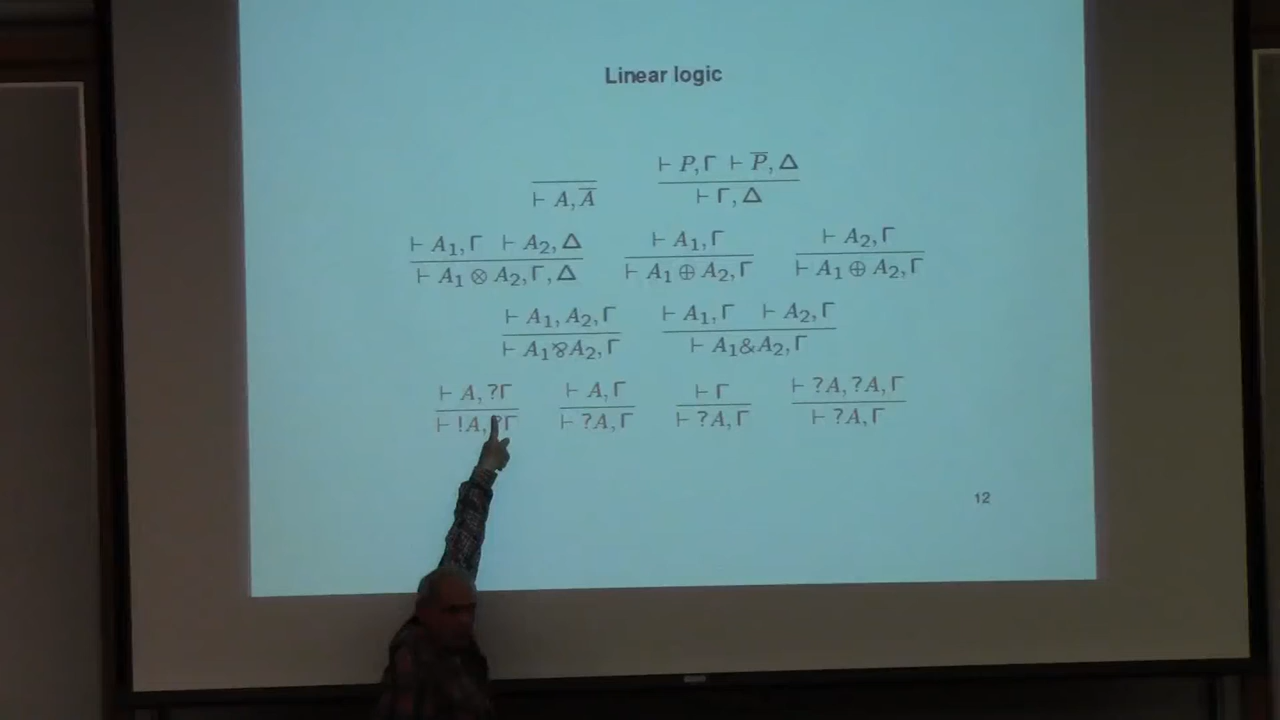 Linear logic
⊢ P, Γ ⊢ P̅, Δ
⊢ A, A̅ ⊢ Γ, Δ
⊢ A₁, Γ ⊢ A₂, Δ ⊢ A₁, Γ ⊢ A₂, Γ
⊢ A₁ ⊗ A₂, Γ, Δ ⊢ A₁ ⊕ A₂, Γ ⊢ A₁ ⊕ A₂, Γ
⊢ A₁, A₂, Γ ⊢ A₁, Γ ⊢ A₂, Γ
⊢ A₁⅋A₂, Γ ⊢ A₁&A₂, Γ
⊢ A, ?Γ ⊢ A, Γ ⊢ Γ ⊢ ?A, ?A, Γ
⊢ !A, ?Γ ⊢ ?A, Γ ⊢ ?A, Γ ⊢ ?A, Γ
12